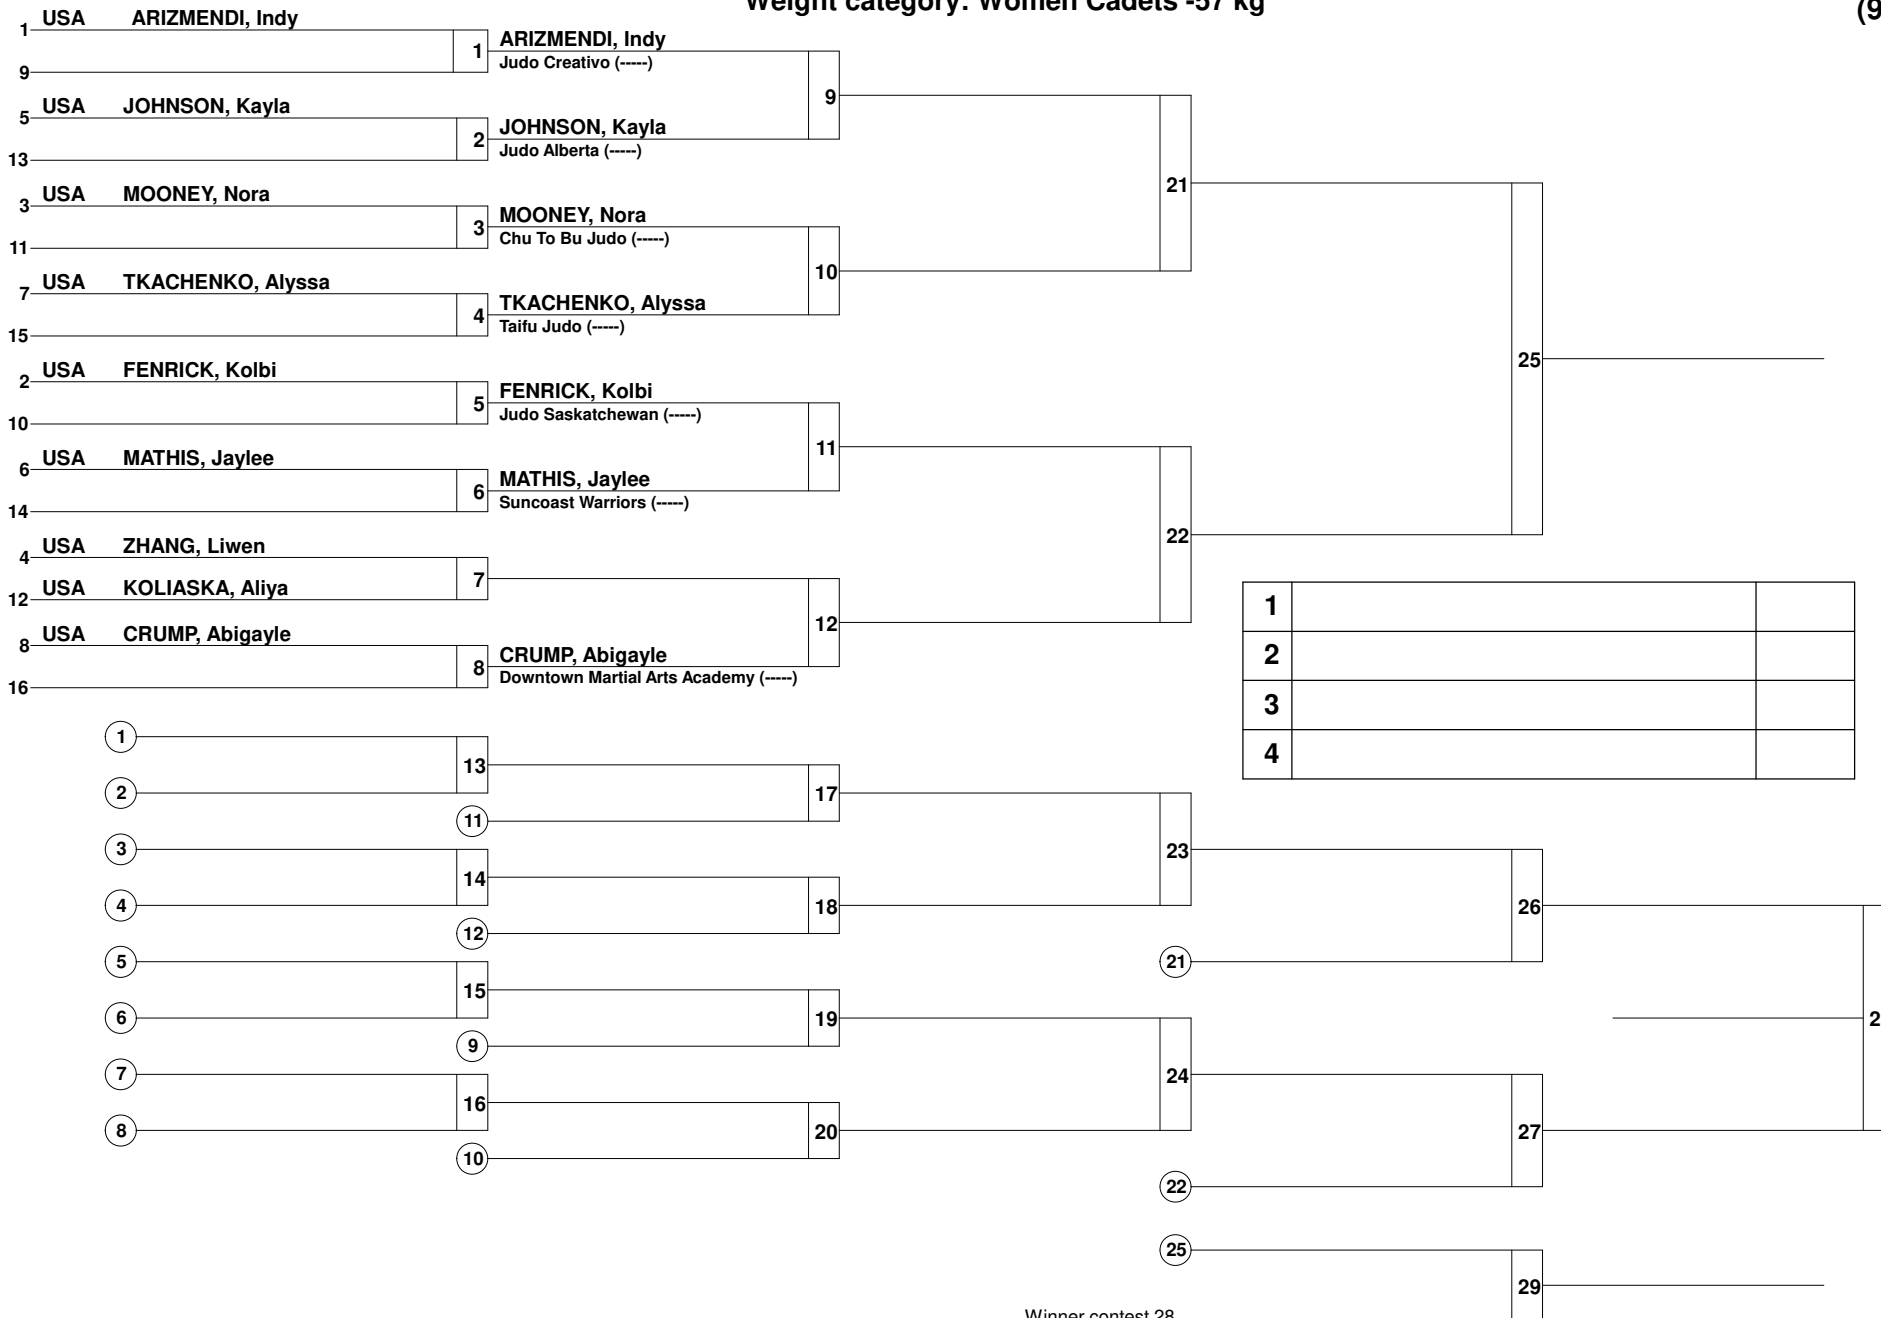 Weight category: Women Cadets -57 kg
(9
1 USA ARIZMENDI, Indy
1 ARIZMENDI, Indy
Judo Creativo (-----)
9
9
5 USA JOHNSON, Kayla
2 JOHNSON, Kayla
Judo Alberta (-----)
13
21
3 USA MOONEY, Nora
3 MOONEY, Nora
Chu To Bu Judo (-----)
11
10
7 USA TKACHENKO, Alyssa
4 TKACHENKO, Alyssa
Taifu Judo (-----)
15
25
2 USA FENRICK, Kolbi
5 FENRICK, Kolbi
Judo Saskatchewan (-----)
10
11
6 USA MATHIS, Jaylee
6 MATHIS, Jaylee
Suncoast Warriors (-----)
14
22
4 USA ZHANG, Liwen
7
12 USA KOLIASKA, Aliya
12
8 USA CRUMP, Abigayle
8 CRUMP, Abigayle
Downtown Martial Arts Academy (-----)
16
1
2
3
4
1
13
2
17
11
3
23
14
4
18
26
12
5
21
15
6
19
2
9
7
24
16
8
20
27
10
22
25
29
Winner contest 28